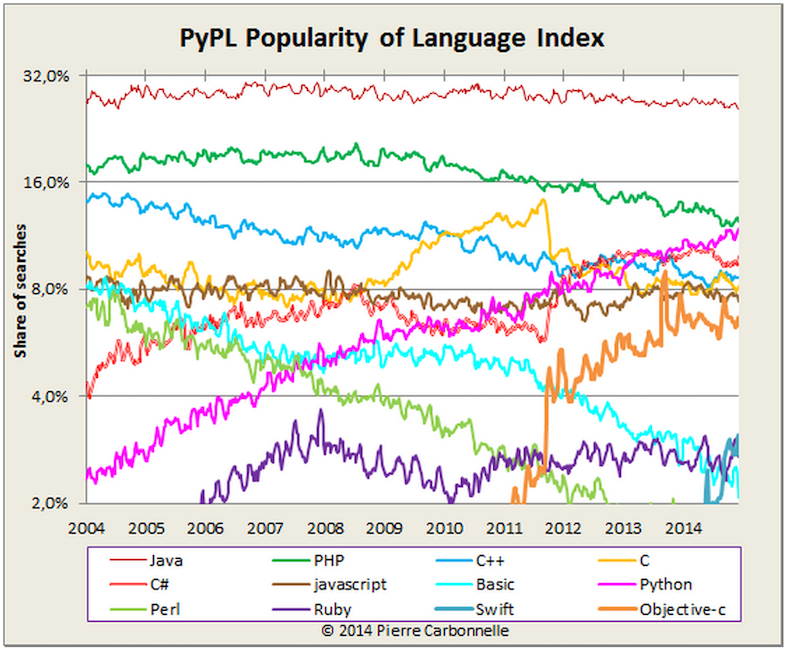 PyPL Popularity of Language Index
32,0%
16,0%
8,0%
4,0%
2,0%
Share of searches
2004 2005 2006 2007 2008 2009 2010 2011 2012 2013 2014
Java PHP C++ C
C# javascript Basic Python
Perl Ruby Swift Objective-c
© 2014 Pierre Carbonnelle